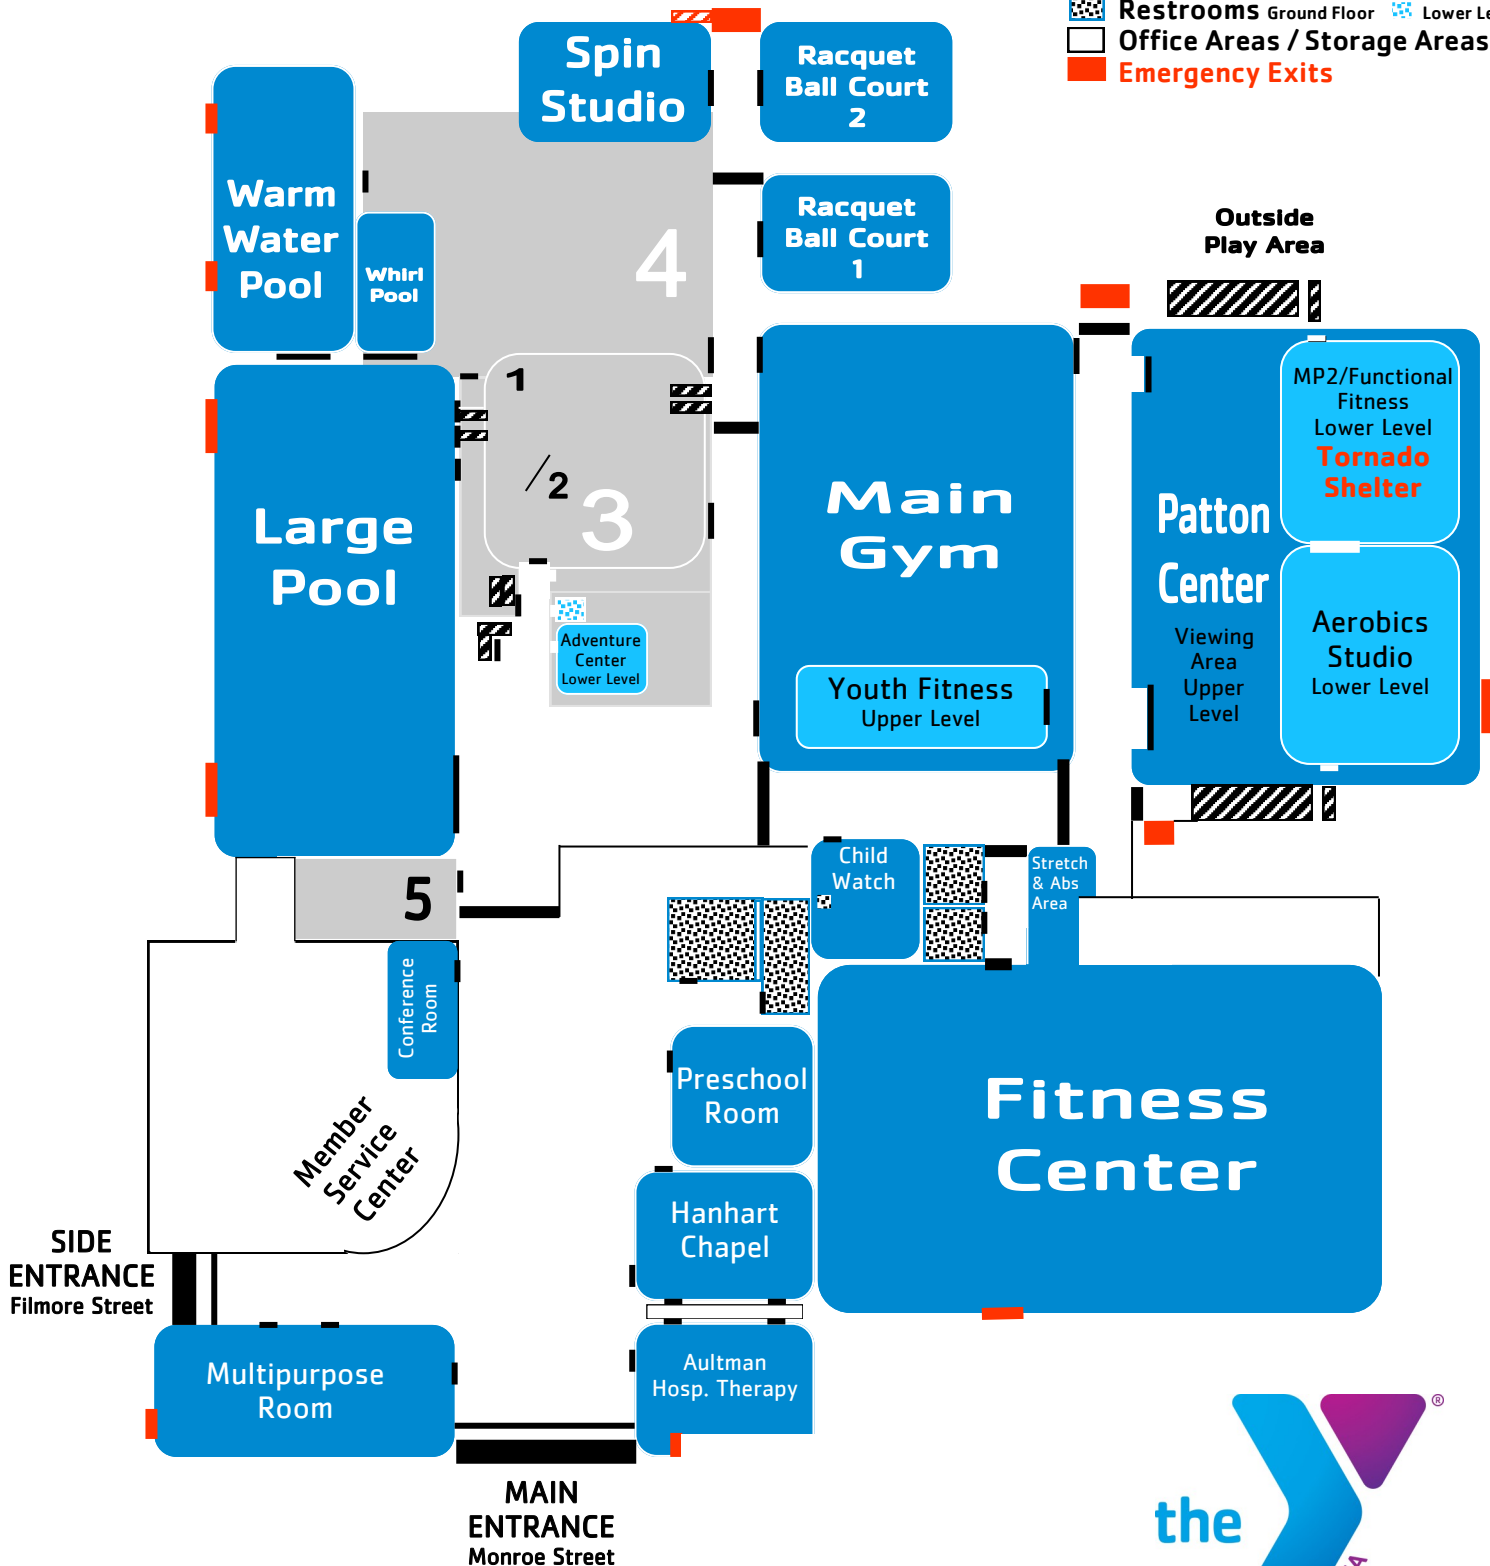 Restrooms Ground Floor Lower
Office Areas / Storage Areas
Emergency Exits
Spin
Studio
Racquet
Ball Court
2
Warm
Water
Pool
Whirl
Pool
4
Racquet
Ball Court
1
Outside
Play Area
1
/2
3
Large
Pool
Main
Gym
MP2/Functional
Fitness
Lower Level
Tornado
Shelter
Patton
Center
Viewing
Area
Upper
Level
Aerobics
Studio
Lower Level
Adventure
Center
Lower Level
Youth Fitness
Upper Level
5
Child
Watch
Stretch
& Abs
Area
Conference
Room
Member
Service
Center
Preschool
Room
Fitness
Center
Hanhart
Chapel
SIDE
ENTRANCE
Filmore Street
Multipurpose
Room
Aultman
Hosp. Therapy
MAIN
ENTRANCE
Monroe Street
the
®